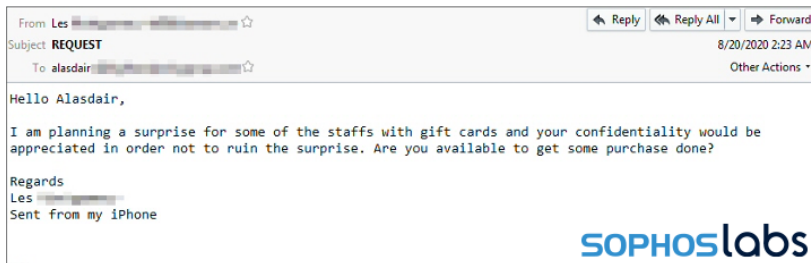 From Les
Reply Reply All Forward
Subject REQUEST
8/20/2020 2:23 AM
To alasdair
Other Actions
Hello Alasdair,
I am planning a surprise for some of the staffs with gift cards and your confidentiality would be
appreciated in order not to ruin the surprise. Are you available to get some purchase done?
Regards
Les
Sent from my iPhone
SOPHOSLabs